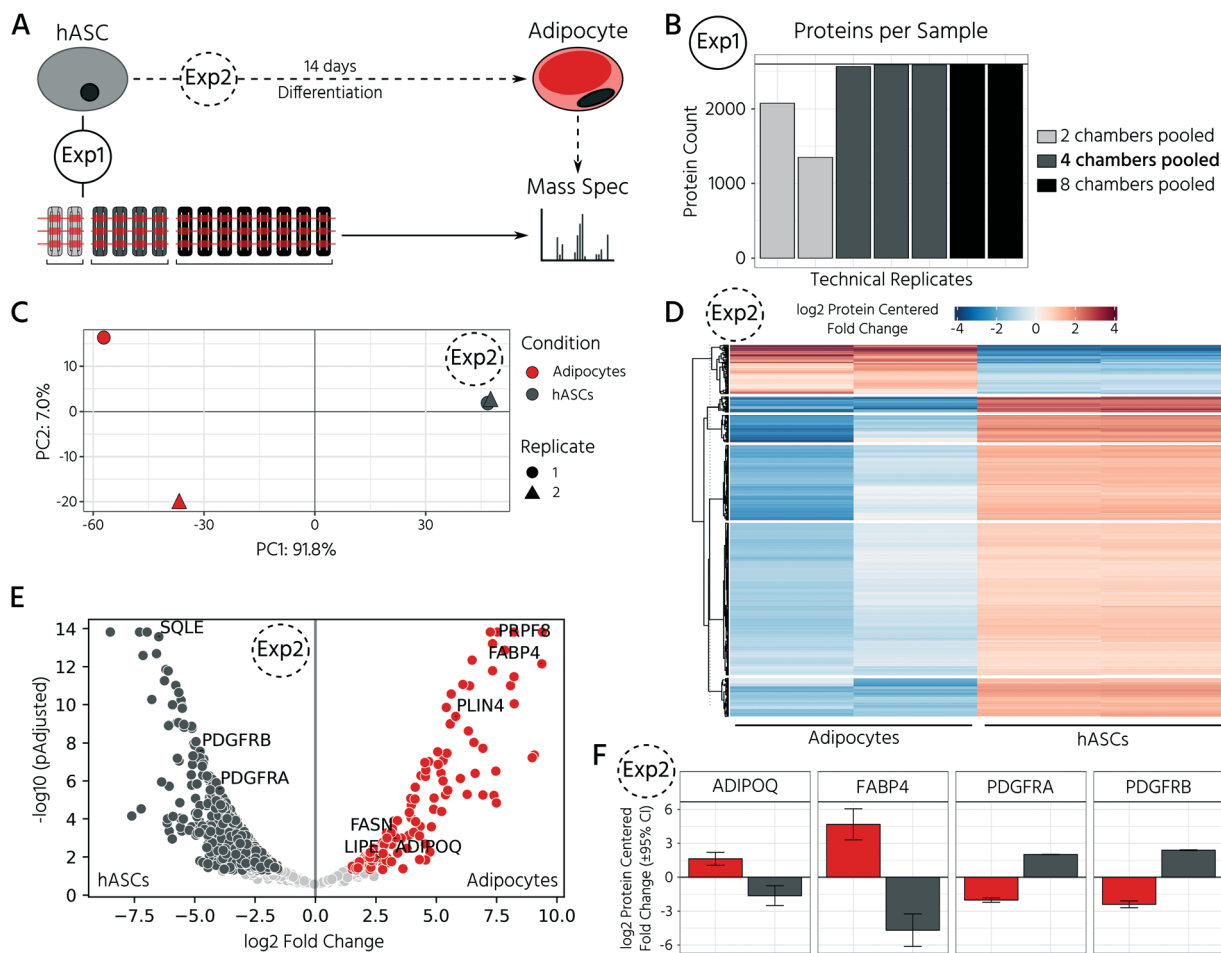 A
hASC
Exp2
14 days
Differentiation
Adipocyte
Exp1
Mass Spec
B
Exp1
Proteins per Sample
Protein Count
2000
1000
0
Technical Replicates
2 chambers pooled
4 chambers pooled
8 chambers pooled
C
Exp2
PC2: 7.0%
10
0
-10
-20
-60
-30
0
30
PC1: 91.8%
Condition
Adipocytes
hASCs
Replicate
1
2
D
Exp2
log2 Protein Centered
Fold Change
-4
-2
0
2
4
Adipocytes
hASCs
E
Exp2
-log10 (pAdjusted)
14
12
10
8
6
4
2
0
SQLE
PRPF8
FABP4
PLIN4
PDGFRB
PDGFRA
FASN
LIPE
ADIPOQ
hASCs
Adipocytes
−7.5
−5.0
−2.5
0.0
2.5
5.0
7.5
10.0
log2 Fold Change
F
Exp2
log2 Protein Centered
Fold Change (±95% CI)
ADIPOQ
FABP4
PDGFRA
PDGFRB
6
3
0
-3
-6